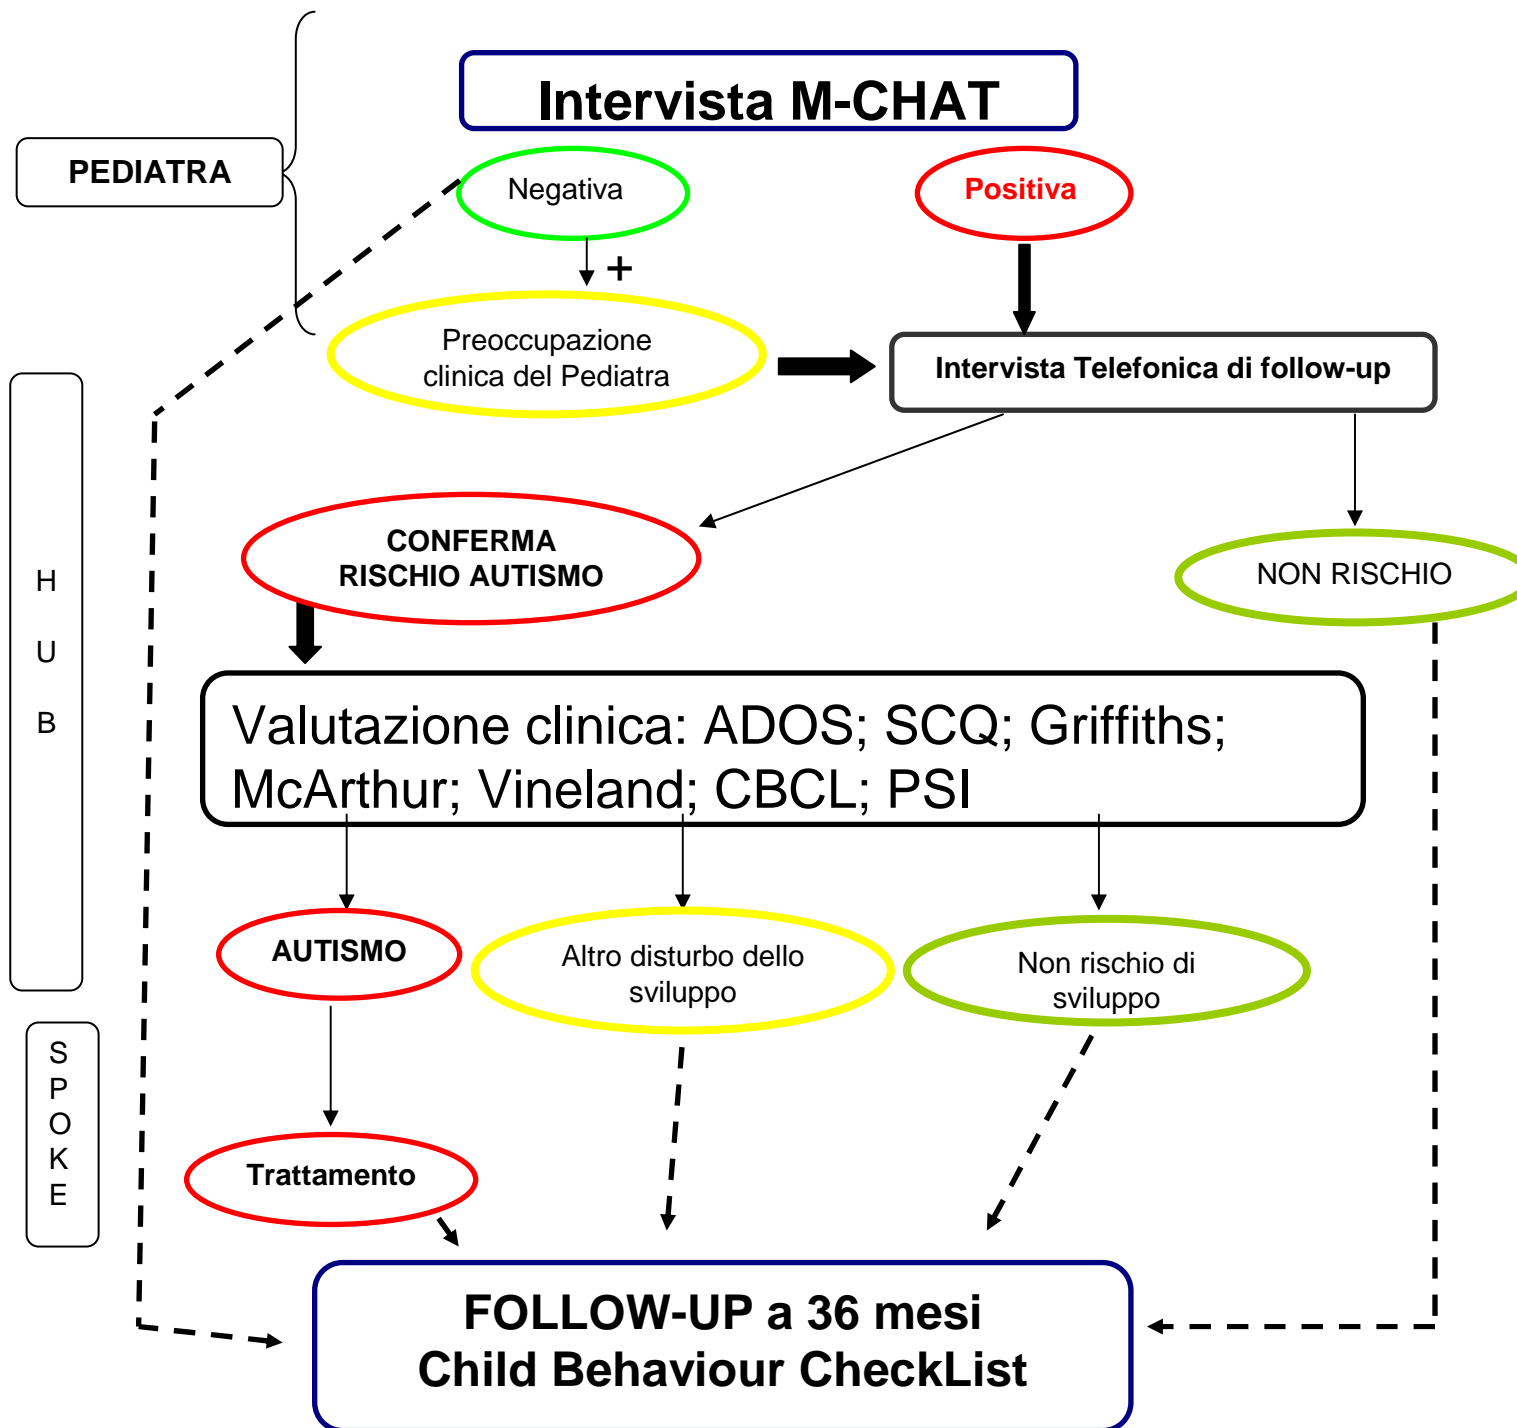 Intervista M-CHAT
PEDIATRA
Negativa
Positiva
+
Preoccupazione
clinica del Pediatra
Intervista Telefonica di follow-up
H
U
B
CONFERMA
RISCHIO AUTISMO
NON RISCHIO
Valutazione clinica: ADOS; SCQ; Griffiths;
McArthur; Vineland; CBCL; PSI
AUTISMO
Altro disturbo dello
sviluppo
Non rischio di
sviluppo
S
P
O
K
E
Trattamento
FOLLOW-UP a 36 mesi
Child Behaviour CheckList